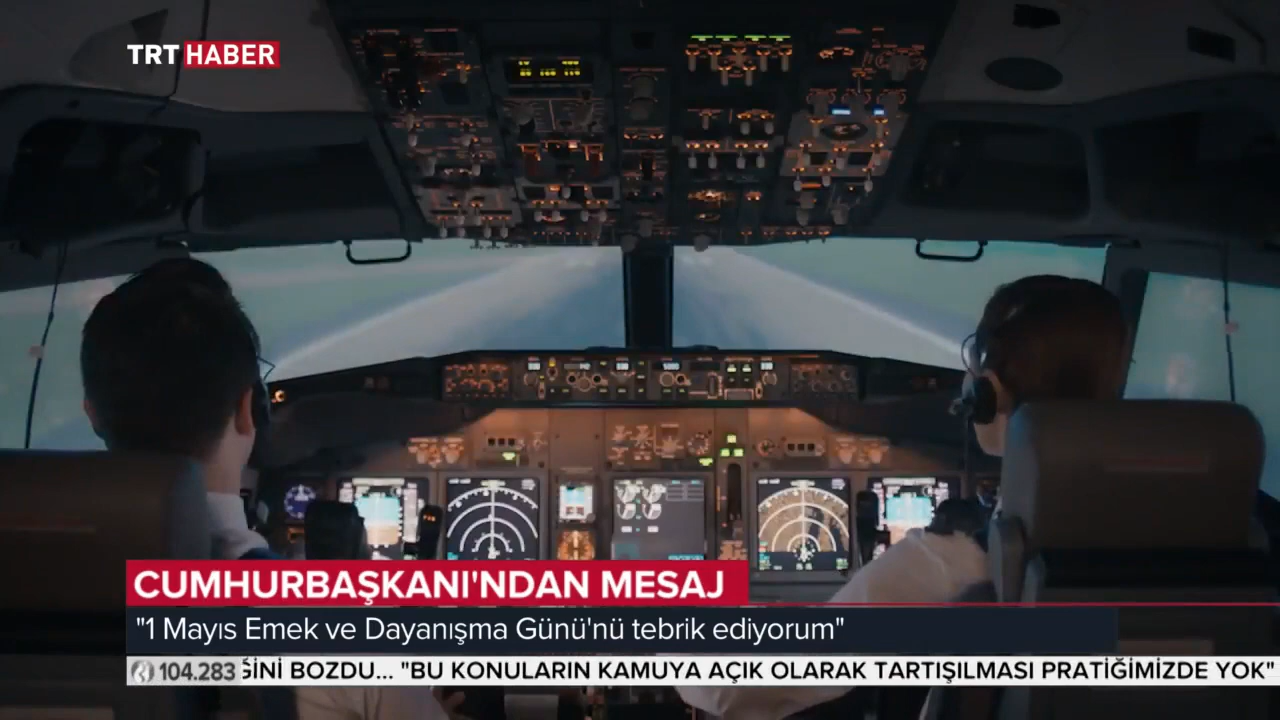 TRT HABER
CUMHURBAŞKANI'NDAN MESAJ
"1 Mayıs Emek ve Dayanışma Günü'nü tebrik ediyorum"
104.283 ĞİNİ BOZDU... "BU KONULARIN KAMUYA AÇIK OLARAK TARTIŞILMASI PRATİĞİMİZDE YOK"